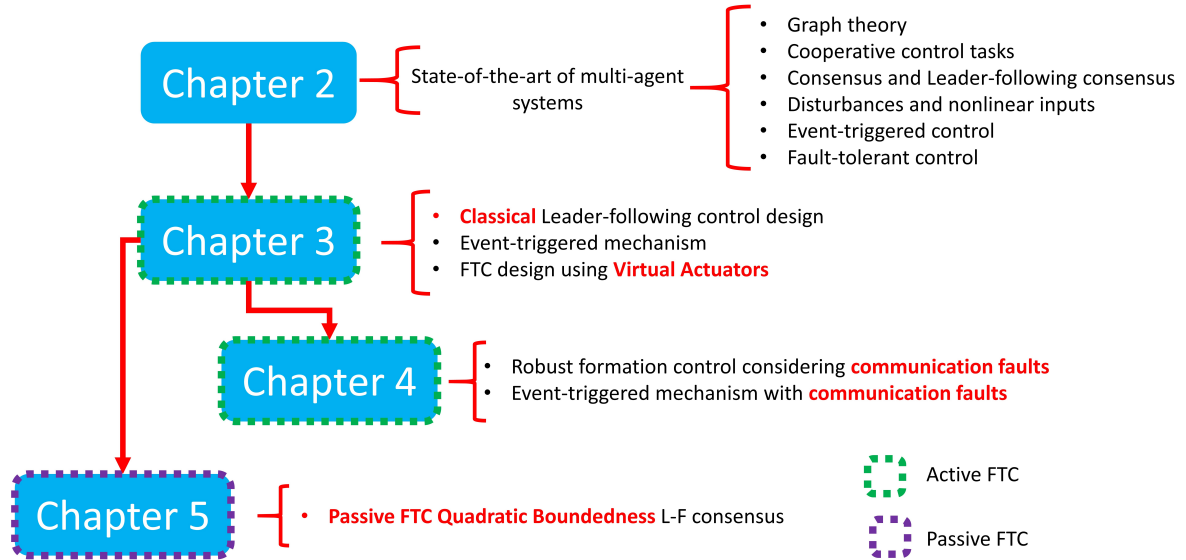 Chapter 2
State-of-the-art of multi-agent
systems
• Graph theory
• Cooperative control tasks
• Consensus and Leader-following consensus
• Disturbances and nonlinear inputs
• Event-triggered control
• Fault-tolerant control
Chapter 3
• Classical Leader-following control design
• Event-triggered mechanism
• FTC design using Virtual Actuators
Chapter 4
• Robust formation control considering communication faults
• Event-triggered mechanism with communication faults
Chapter 5
• Passive FTC Quadratic Boundedness L-F consensus
Active FTC
Passive FTC